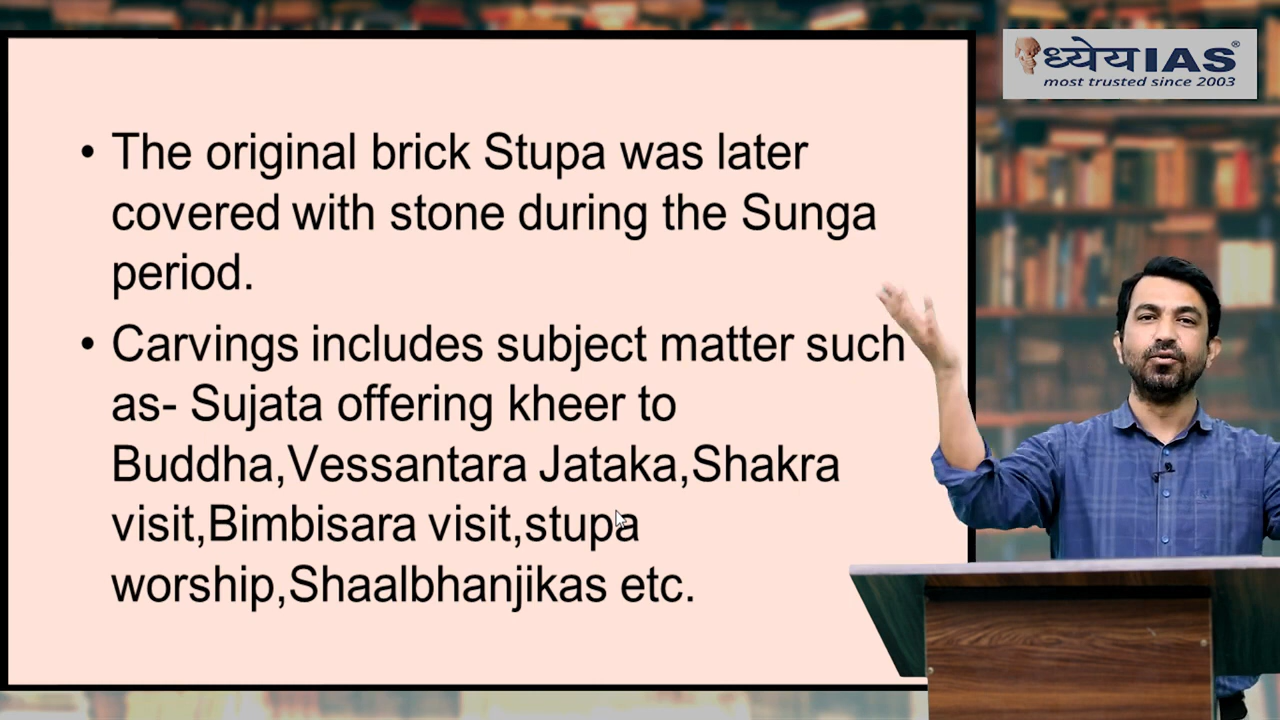 • The original brick Stupa was later
covered with stone during the Sunga
period.
• Carvings includes subject matter such
as- Sujata offering kheer to
Buddha,Vessantara Jataka,Shakra
visit,Bimbisara visit,stupa
worship,Shaalbhanjikas etc.
ध्येयIAS®
most trusted since 2003